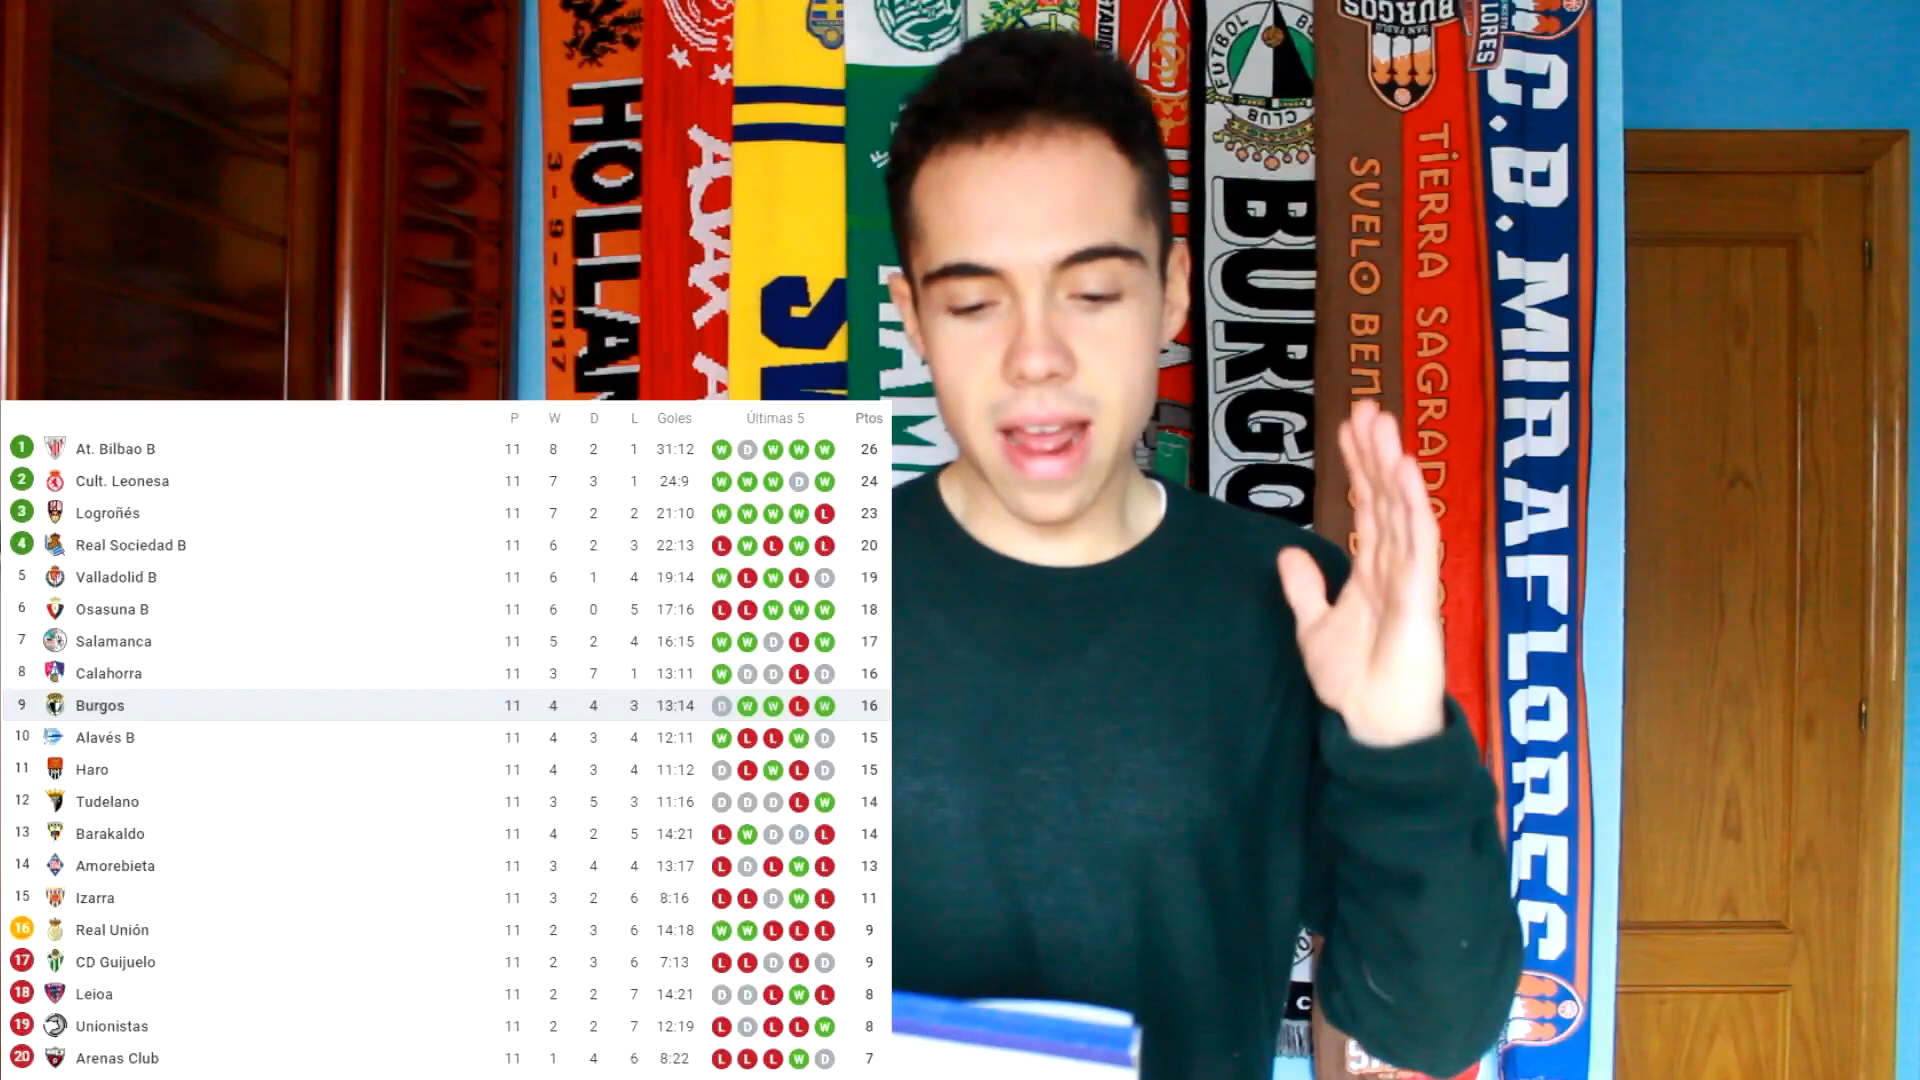 HOLLAN
3-9-2017
AJAX A
FUTBOL
CLUB
BURGO
BURGOS
SAN PABLO
TIERRA SAGRADA
SUELO BEN
C.B. MIRAFLORES
P W D L Goles Últimas 5 Ptos
1 At. Bilbao B 11 8 2 1 31:12 W D W W W 26
2 Cult. Leonesa 11 7 3 1 24:9 W W W D W 24
3 Logroñés 11 7 2 2 21:10 W W W W L 23
4 Real Sociedad B 11 6 2 3 22:13 L W L W L 20
5 Valladolid B 11 6 1 4 19:14 W L W L D 19
6 Osasuna B 11 6 0 5 17:16 L L W W W 18
7 Salamanca 11 5 2 4 16:15 W W D L W 17
8 Calahorra 11 3 7 1 13:11 W D D L D 16
9 Burgos 11 4 4 3 13:14 D W W L W 16
10 Alavés B 11 4 3 4 12:11 W L L W D 15
11 Haro 11 4 3 4 11:12 D L W L D 15
12 Tudelano 11 3 5 3 11:16 D D D L W 14
13 Barakaldo 11 4 2 5 14:21 L W D D L 14
14 Amorebieta 11 3 4 4 13:17 L D L W L 13
15 Izarra 11 3 2 6 8:16 L L D W L 11
16 Real Unión 11 2 3 6 14:18 W W L L L 9
17 CD Guijuelo 11 2 3 6 7:13 L L D L D 9
18 Leioa 11 2 2 7 14:21 D D L W L 8
19 Unionistas 11 2 2 7 12:19 L D L L W 8
20 Arenas Club 11 1 4 6 8:22 L L L W D 7